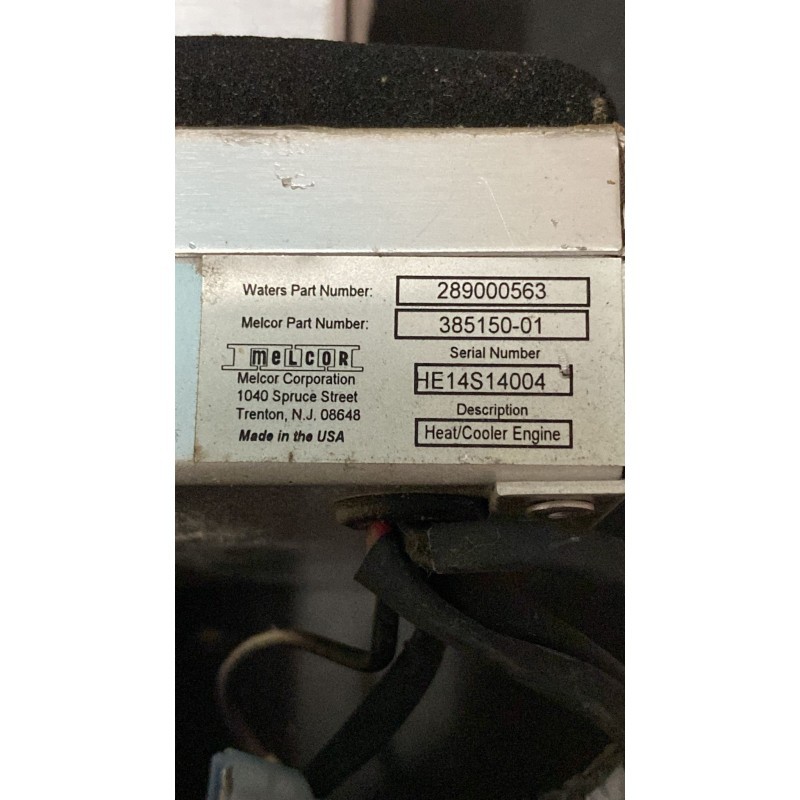 Waters Part Number: 289000563
Melcor Part Number: 385150-01
MELCOR
Melcor Corporation
1040 Spruce Street
Trenton, N.J. 08648
Made in the USA
Serial Number
HE14S14004
Description
Heat/Cooler Engine